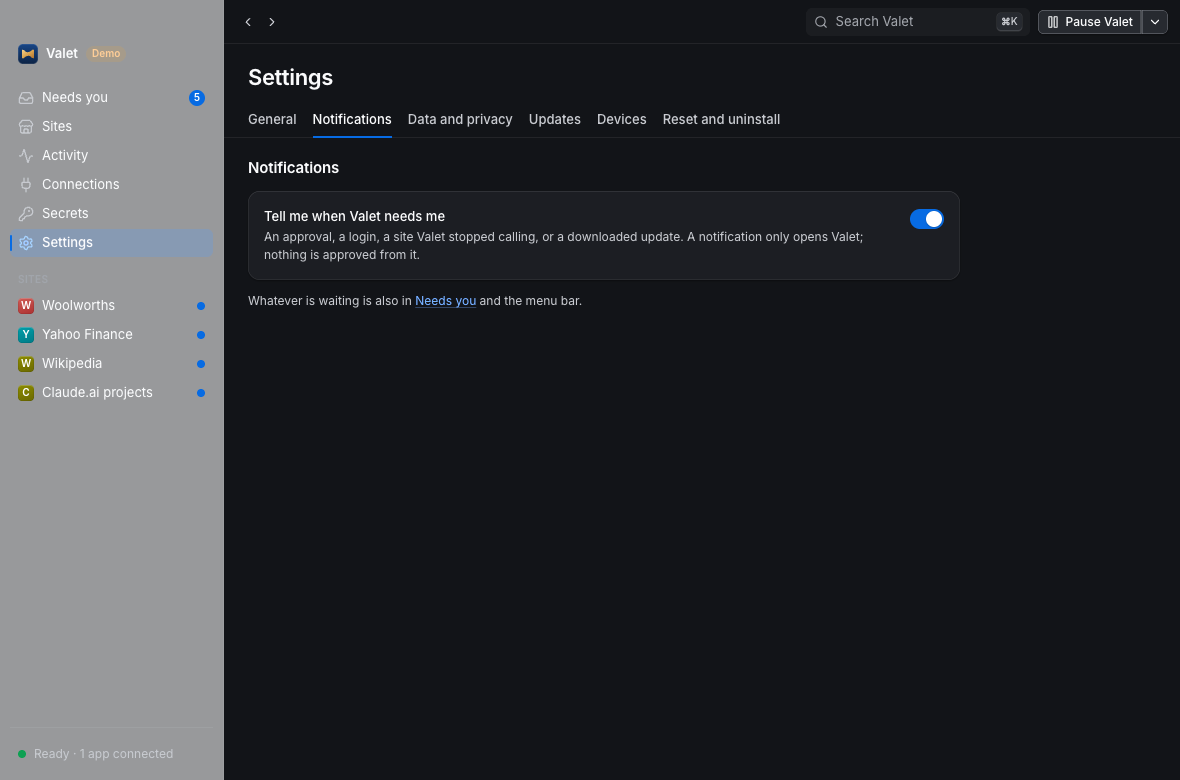 Valet Demo
Needs you 5
Sites
Activity
Connections
Secrets
Settings
SITES
W Woolworths
Y Yahoo Finance
W Wikipedia
C Claude.ai projects
Ready · 1 app connected
Search Valet ⌘K
Pause Valet
Settings
General Notifications Data and privacy Updates Devices Reset and uninstall
Notifications
Tell me when Valet needs me
An approval, a login, a site Valet stopped calling, or a downloaded update. A notification only opens Valet;
nothing is approved from it.
Whatever is waiting is also in Needs you and the menu bar.